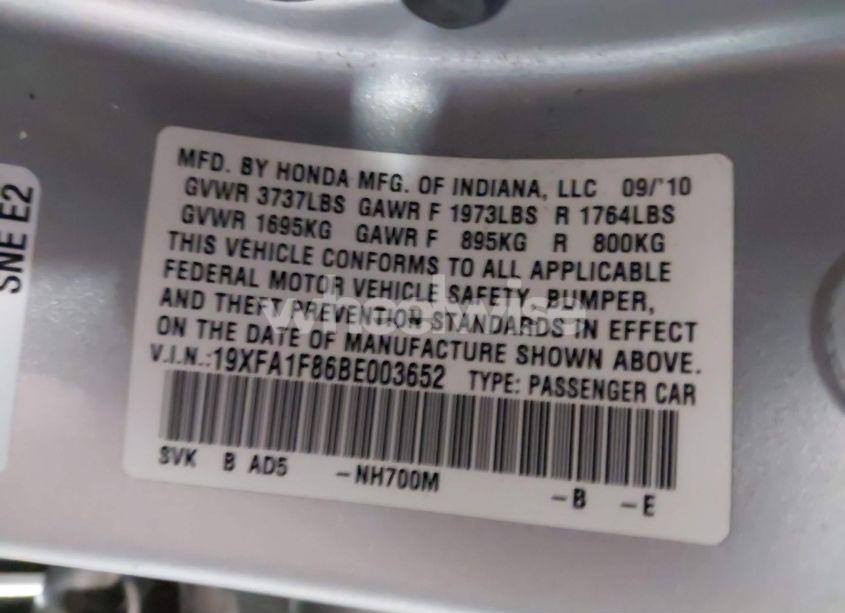 MFD. BY HONDA MFG. OF INDIANA, LLC 09/'10
GVWR 3737LBS GAWR F 1973LBS R 1764LBS
GVWR 1695KG GAWR F 895KG R 800KG
THIS VEHICLE CONFORMS TO ALL APPLICABLE
FEDERAL MOTOR VEHICLE SAFETY, BUMPER,
AND THEFT PREVENTION STANDARDS IN EFFECT
ON THE DATE OF MANUFACTURE SHOWN ABOVE.
V.I.N.:19XFA1F86BE003652 TYPE: PASSENGER CAR
SVK B AD5 -NH700M -B -E
SNE E2
wheelwise